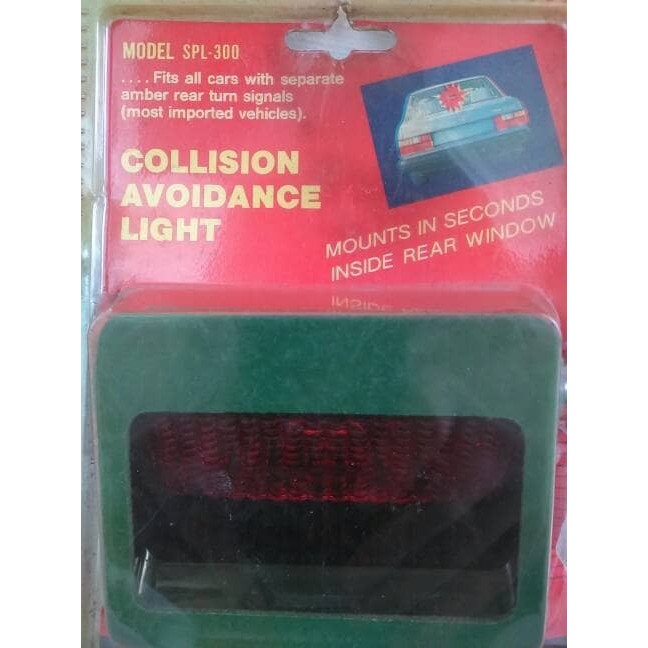 MODEL SPL-300
....Fits all cars with separate
amber rear turn signals
(most imported vehicles).
COLLISION
AVOIDANCE
LIGHT
MOUNTS IN SECONDS
INSIDE REAR WINDOW